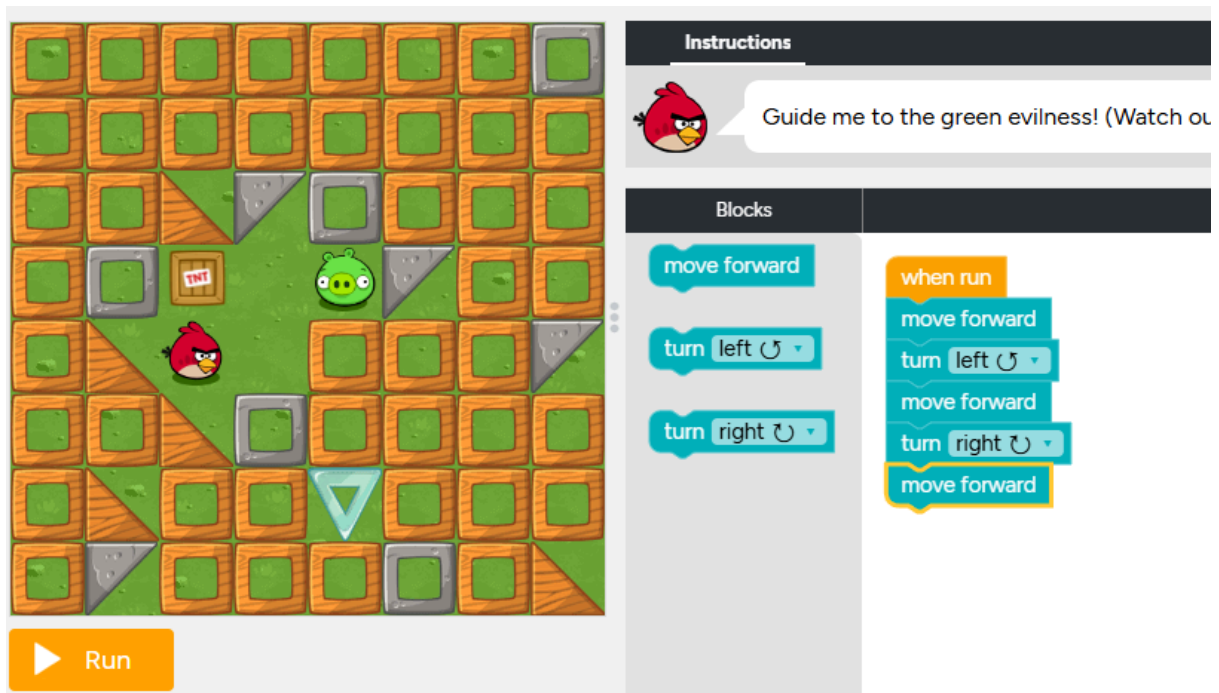 Instructions
Guide me to the green evilness! (Watch ou
Blocks
move forward
turn left
turn right
when run
move forward
turn left
move forward
turn right
move forward
TNT
Run